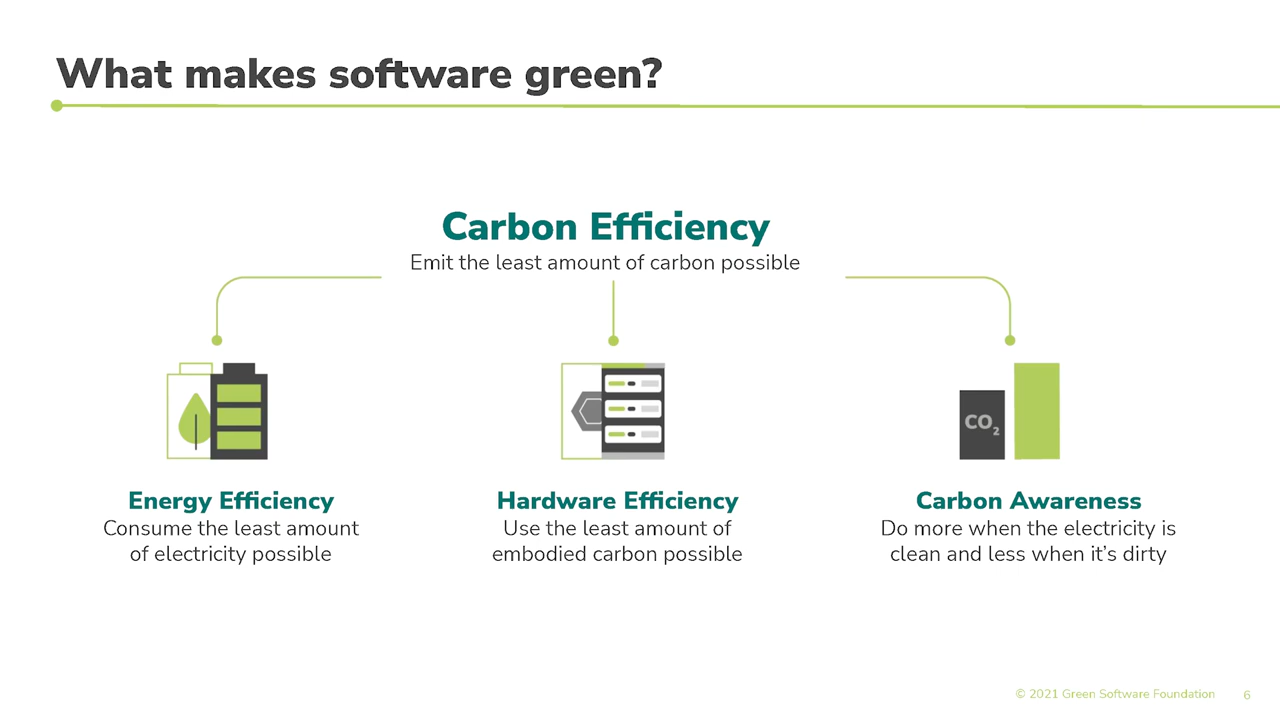 What makes software green?
Carbon Efficiency
Emit the least amount of carbon possible
CO2
Energy Efficiency
Consume the least amount
of electricity possible
Hardware Efficiency
Use the least amount of
embodied carbon possible
Carbon Awareness
Do more when the electricity is
clean and less when it’s dirty
© 2021 Green Software Foundation 6